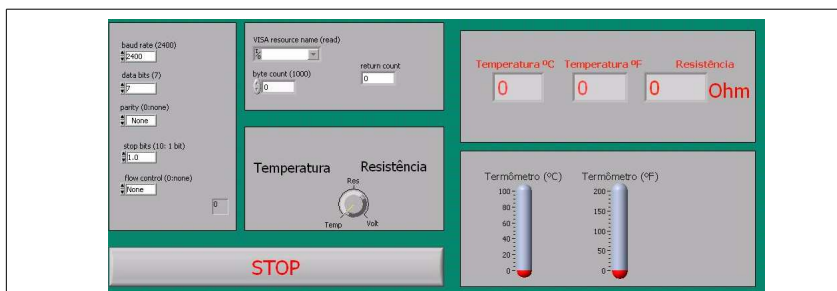 baud rate (2400)
2400
data bits (7)
7
parity (0:none)
None
stop bits (10: 1 bit)
1.0
flow control (0:none)
None
0
VISA resource name (read)
byte count (1000)
0
return count
0
Temperatura
Resistência
Res
Temp
Volt
STOP
Temperatura ºC Temperatura ºF Resistência
0 0 0 Ohm
Termômetro (ºC)
100
80
60
40
20
0
Termômetro (ºF)
200
150
100
50
0